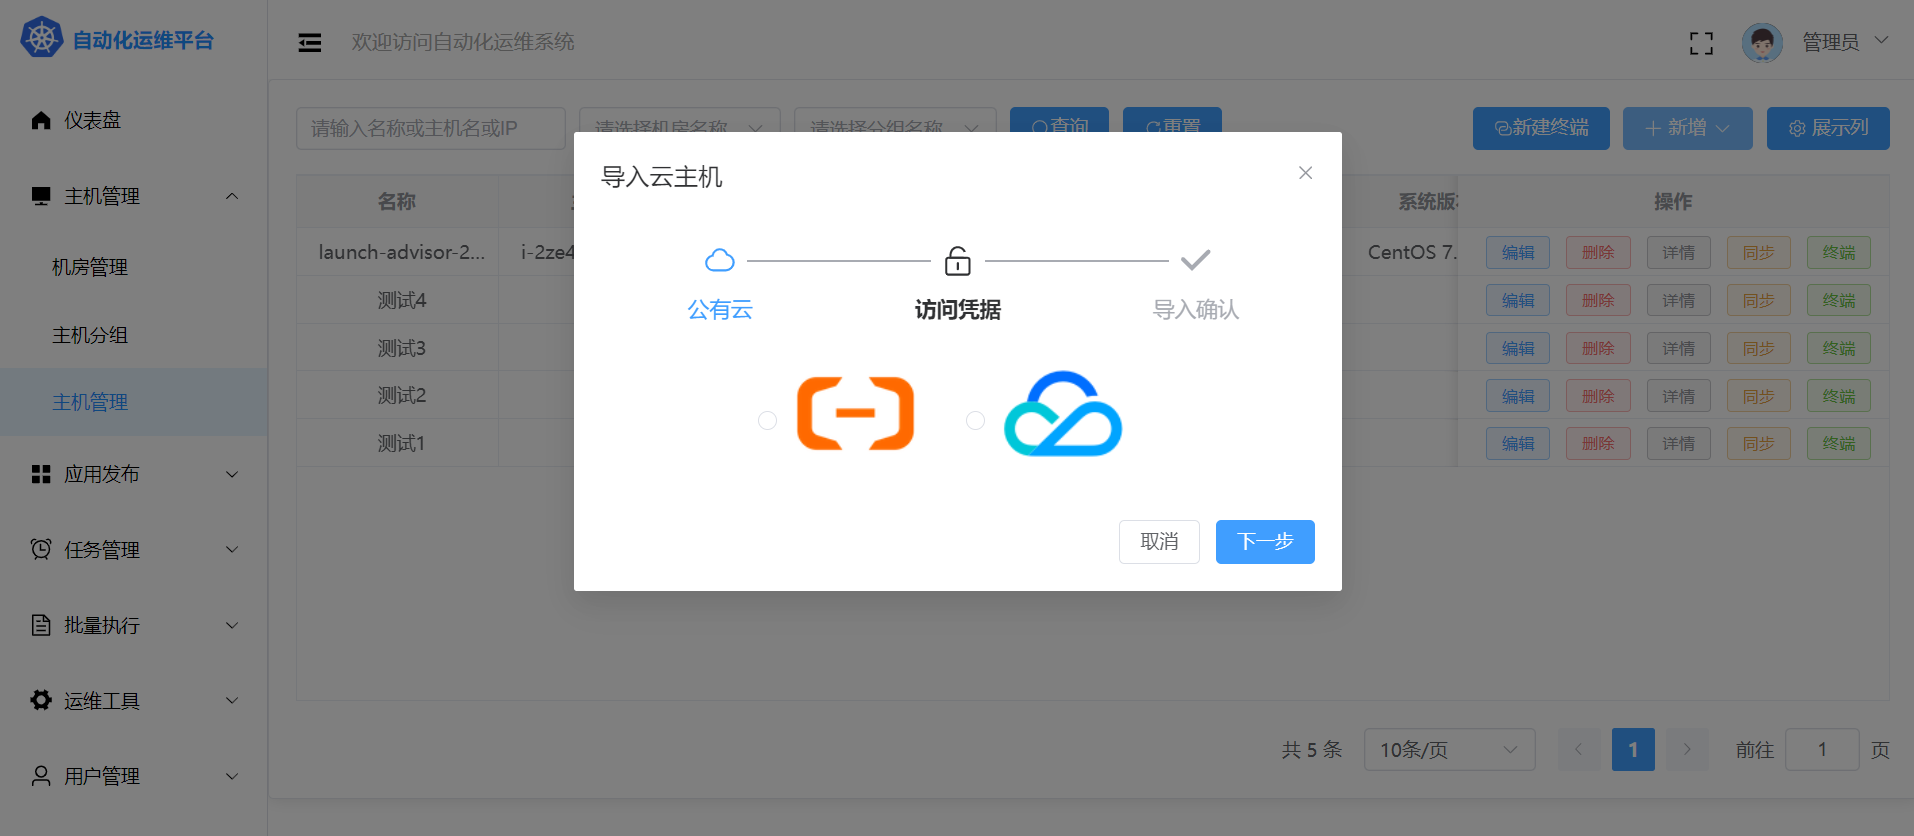 自动化运维平台
欢迎访问自动化运维系统
管理员
仪表盘
主机管理
机房管理
主机分组
主机管理
应用发布
任务管理
批量执行
运维工具
用户管理
请输入名称或主机名或IP
请选择机房名称
请选择分组名称
查询
重置
新建终端
新增
展示列
名称
系统版
操作
launch-advisor-2...
i-2ze4
CentOS 7.
编辑
删除
详情
同步
终端
测试4
编辑
删除
详情
同步
终端
测试3
编辑
删除
详情
同步
终端
测试2
编辑
删除
详情
同步
终端
测试1
编辑
删除
详情
同步
终端
导入云主机
公有云
访问凭据
导入确认
取消
下一步
共 5 条
10条/页
1
前往
1
页